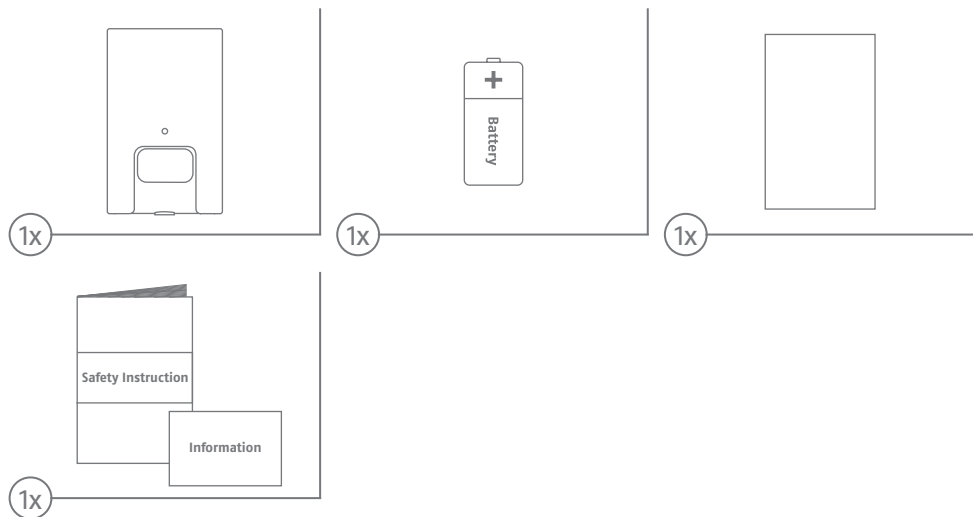 +
Battery
1x
1x
1x
Safety Instruction
Information
1x